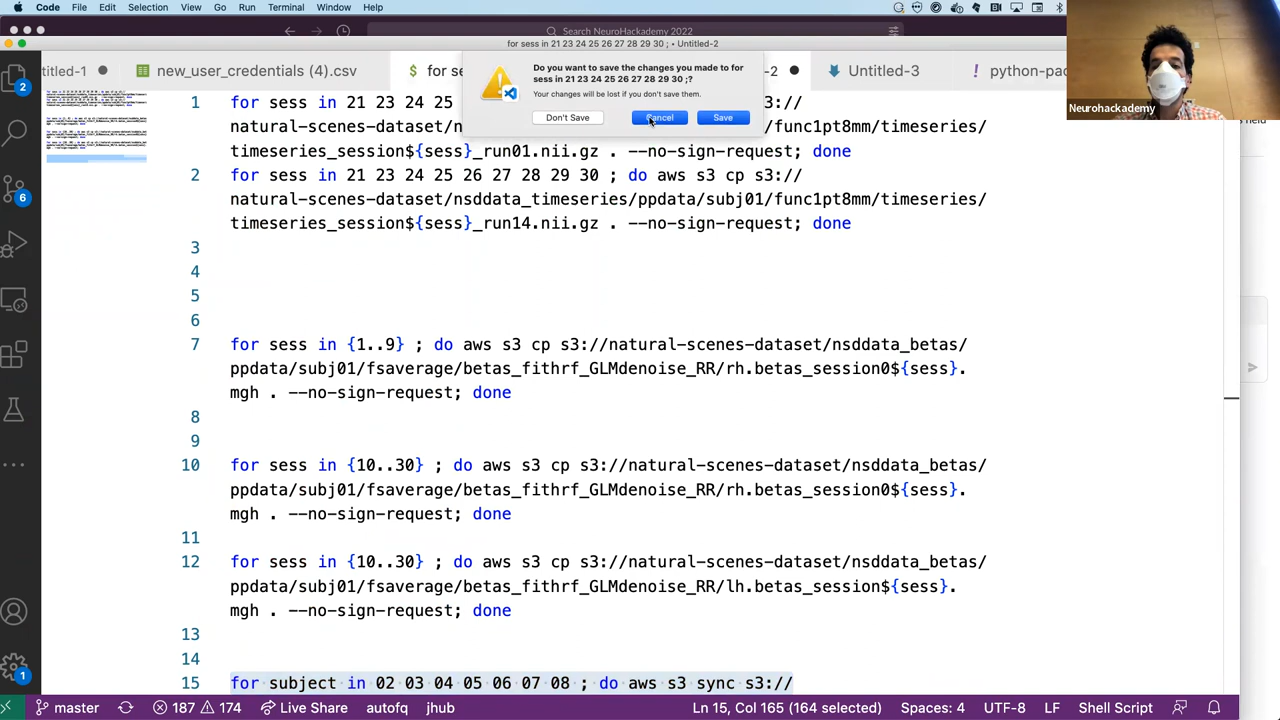 Code File Edit Selection View Go Run Terminal Window Help
Search NeuroHackademy 2022
for sess in 21 23 24 25 26 27 28 29 30 ; • Untitled-2
titled-1
new_user_credentials (4).csv
for se
-2
Untitled-3
python-pac
Do you want to save the changes you made to for
sess in 21 23 24 25 26 27 28 29 30 ;?
Your changes will be lost if you don't save them.
Don't Save
Cancel
Save
Neurohackademy
1 for sess in 21 23 24 25
s3://
natural-scenes-dataset/n
/func1pt8mm/timeseries/
timeseries_session${sess}_run01.nii.gz . --no-sign-request; done
2 for sess in 21 23 24 25 26 27 28 29 30 ; do aws s3 cp s3://
natural-scenes-dataset/nsddata_timeseries/ppdata/subj01/func1pt8mm/timeseries/
timeseries_session${sess}_run14.nii.gz . --no-sign-request; done
3
4
5
6
7 for sess in {1..9} ; do aws s3 cp s3://natural-scenes-dataset/nsddata_betas/
ppdata/subj01/fsaverage/betas_fithrf_GLMdenoise_RR/rh.betas_session0${sess}.
mgh . --no-sign-request; done
8
9
10 for sess in {10..30} ; do aws s3 cp s3://natural-scenes-dataset/nsddata_betas/
ppdata/subj01/fsaverage/betas_fithrf_GLMdenoise_RR/rh.betas_session0${sess}.
mgh . --no-sign-request; done
11
12 for sess in {10..30} ; do aws s3 cp s3://natural-scenes-dataset/nsddata_betas/
ppdata/subj01/fsaverage/betas_fithrf_GLMdenoise_RR/lh.betas_session${sess}.
mgh . --no-sign-request; done
13
14
15 for subject in 02 03 04 05 06 07 08 ; do aws s3 sync s3://
2
6
1
master 187 174 Live Share autofq jhub Ln 15, Col 165 (164 selected) Spaces: 4 UTF-8 LF Shell Script